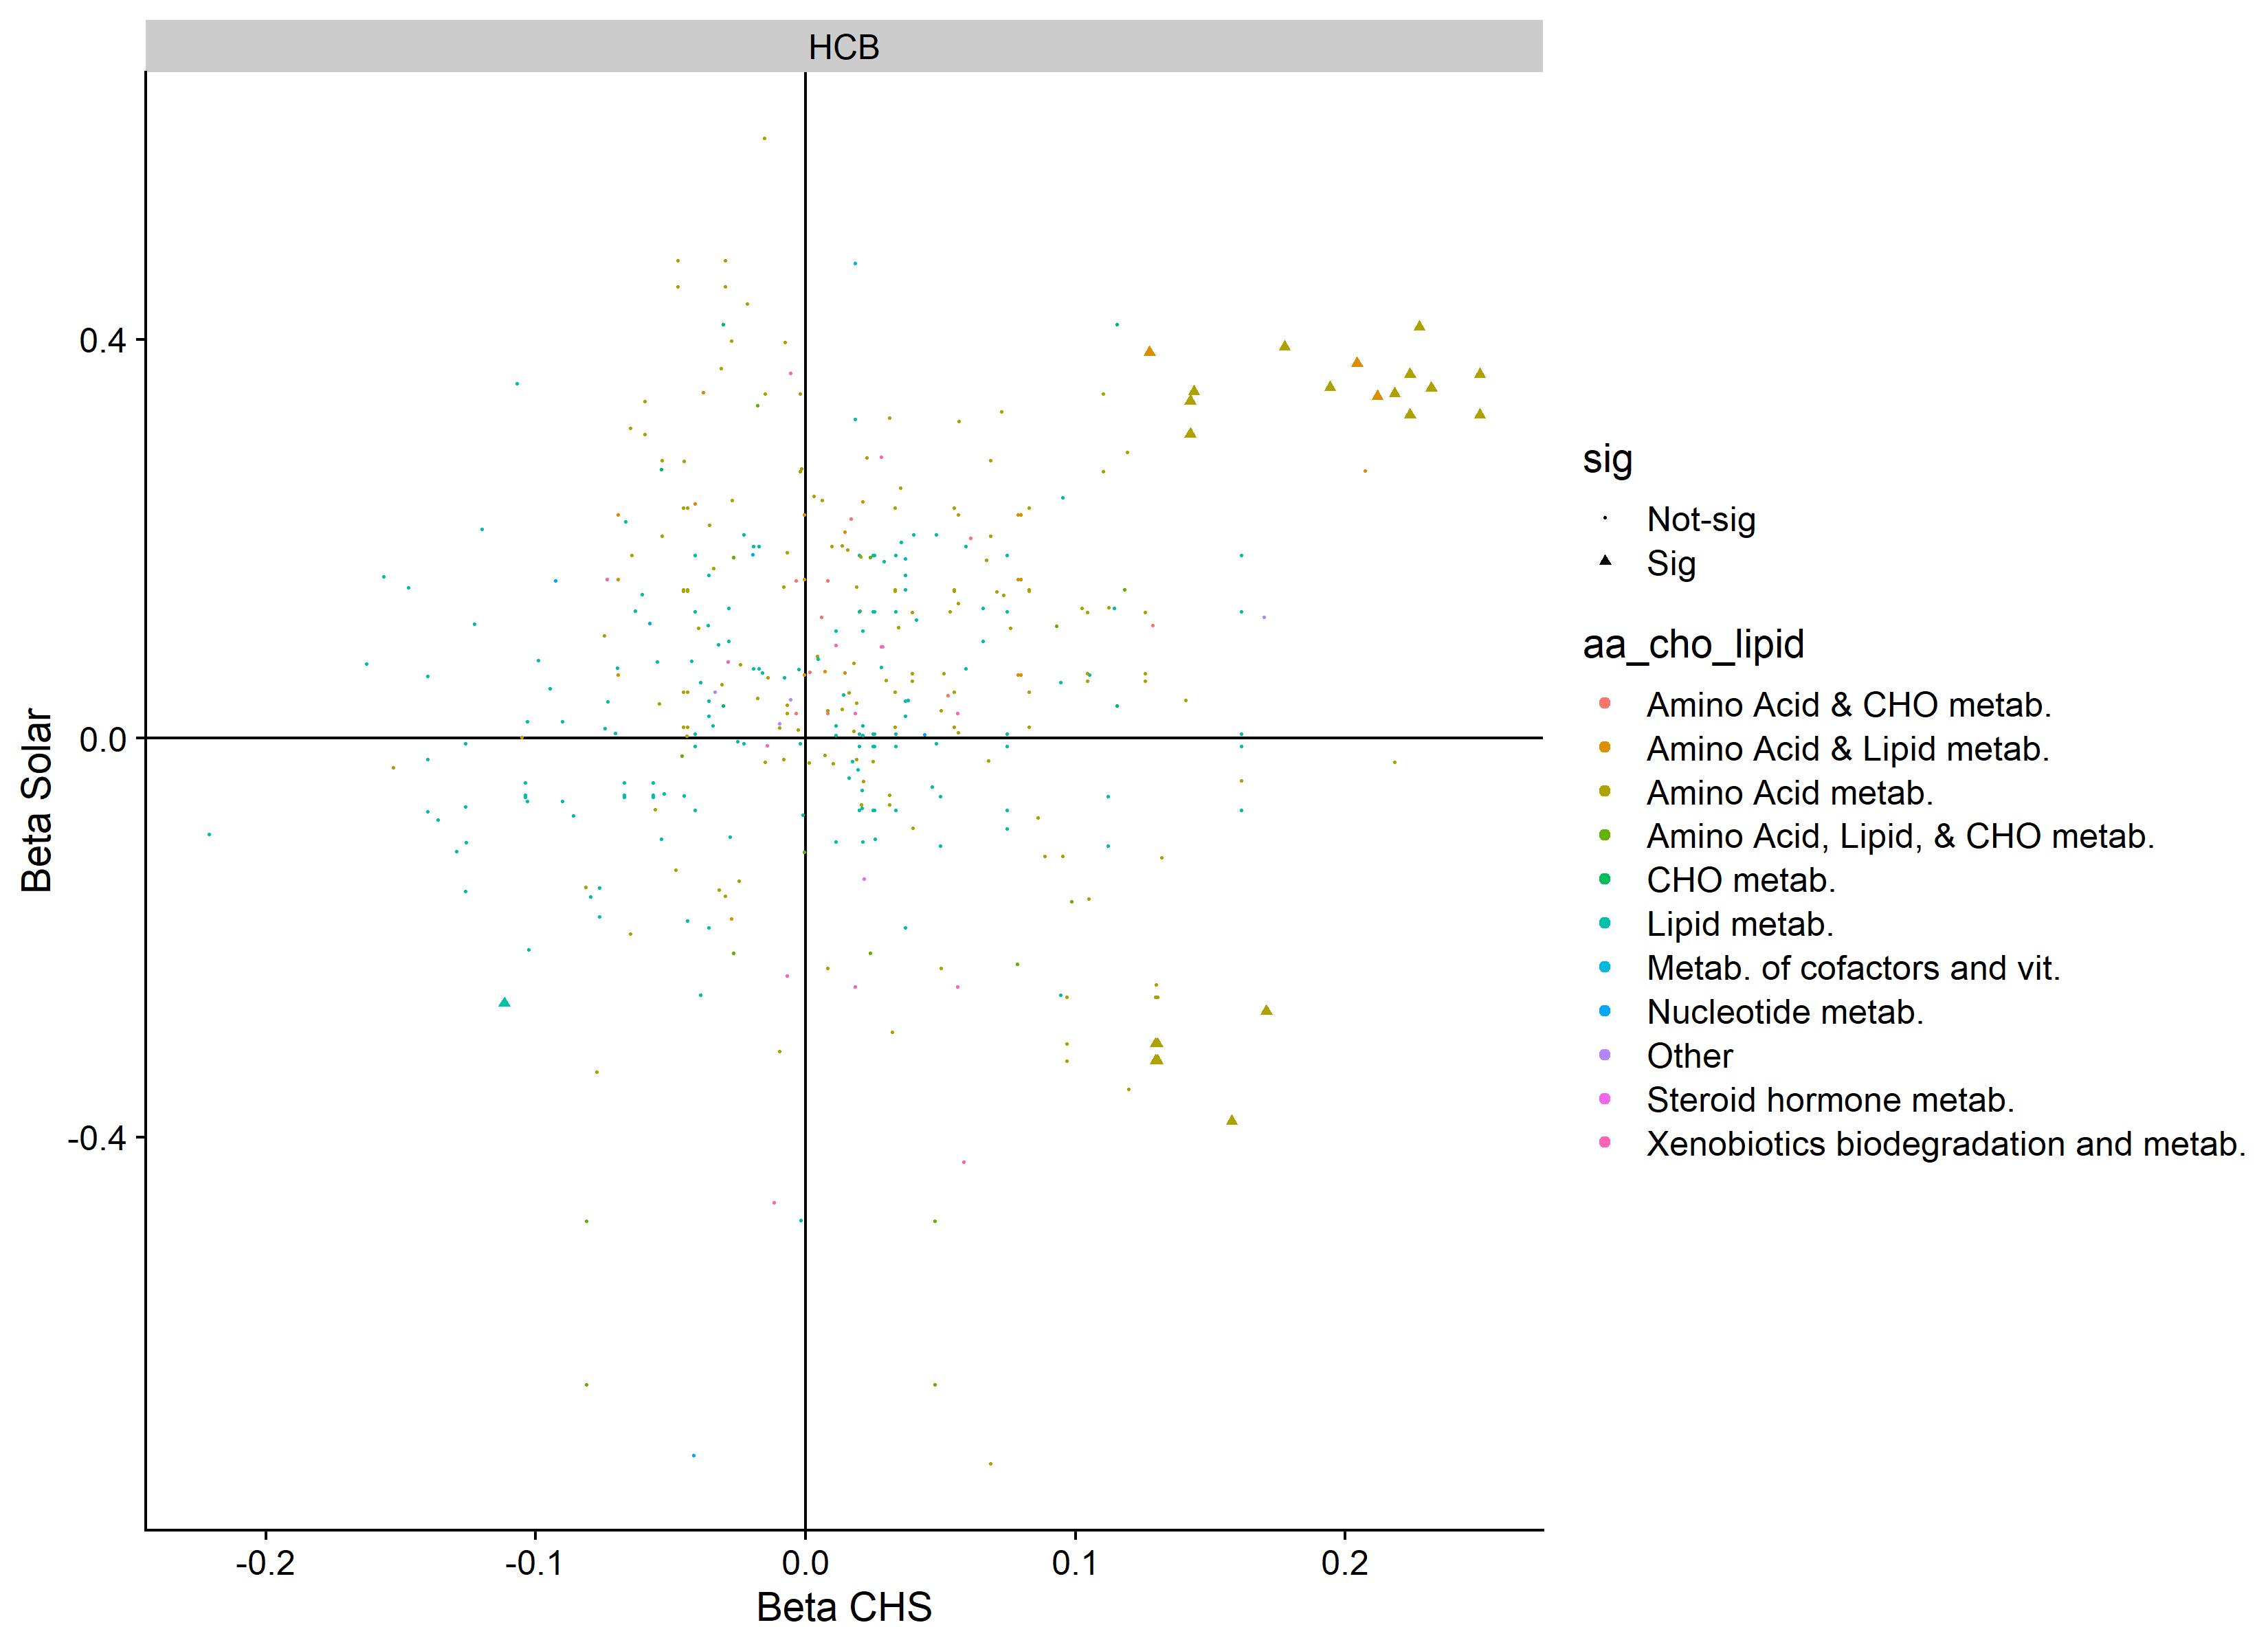 HCB
0.4
0.0
-0.4
Beta Solar
-0.2
-0.1
0.0
0.1
0.2
Beta CHS
sig
Not-sig
Sig
aa_cho_lipid
Amino Acid & CHO metab.
Amino Acid & Lipid metab.
Amino Acid metab.
Amino Acid, Lipid, & CHO metab.
CHO metab.
Lipid metab.
Metab. of cofactors and vit.
Nucleotide metab.
Other
Steroid hormone metab.
Xenobiotics biodegradation and metab.